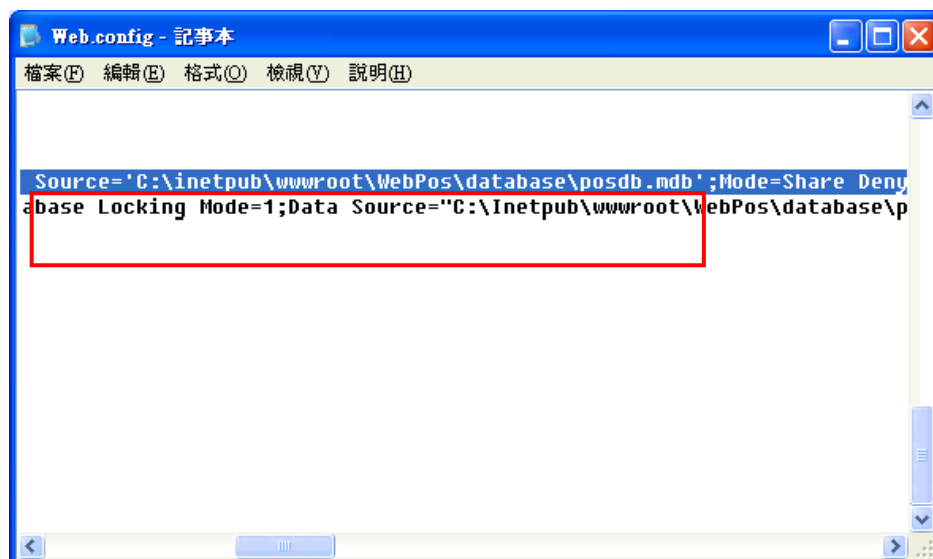 Web.config - 記事本
檔案(F) 編輯(E) 格式(O) 檢視(V) 說明(H)
Source='C:\inetpub\wwwroot\WebPos\database\posdb.mdb';Mode=Share Deny
abase Locking Mode=1;Data Source="C:\Inetpub\wwwroot\WebPos\database\p